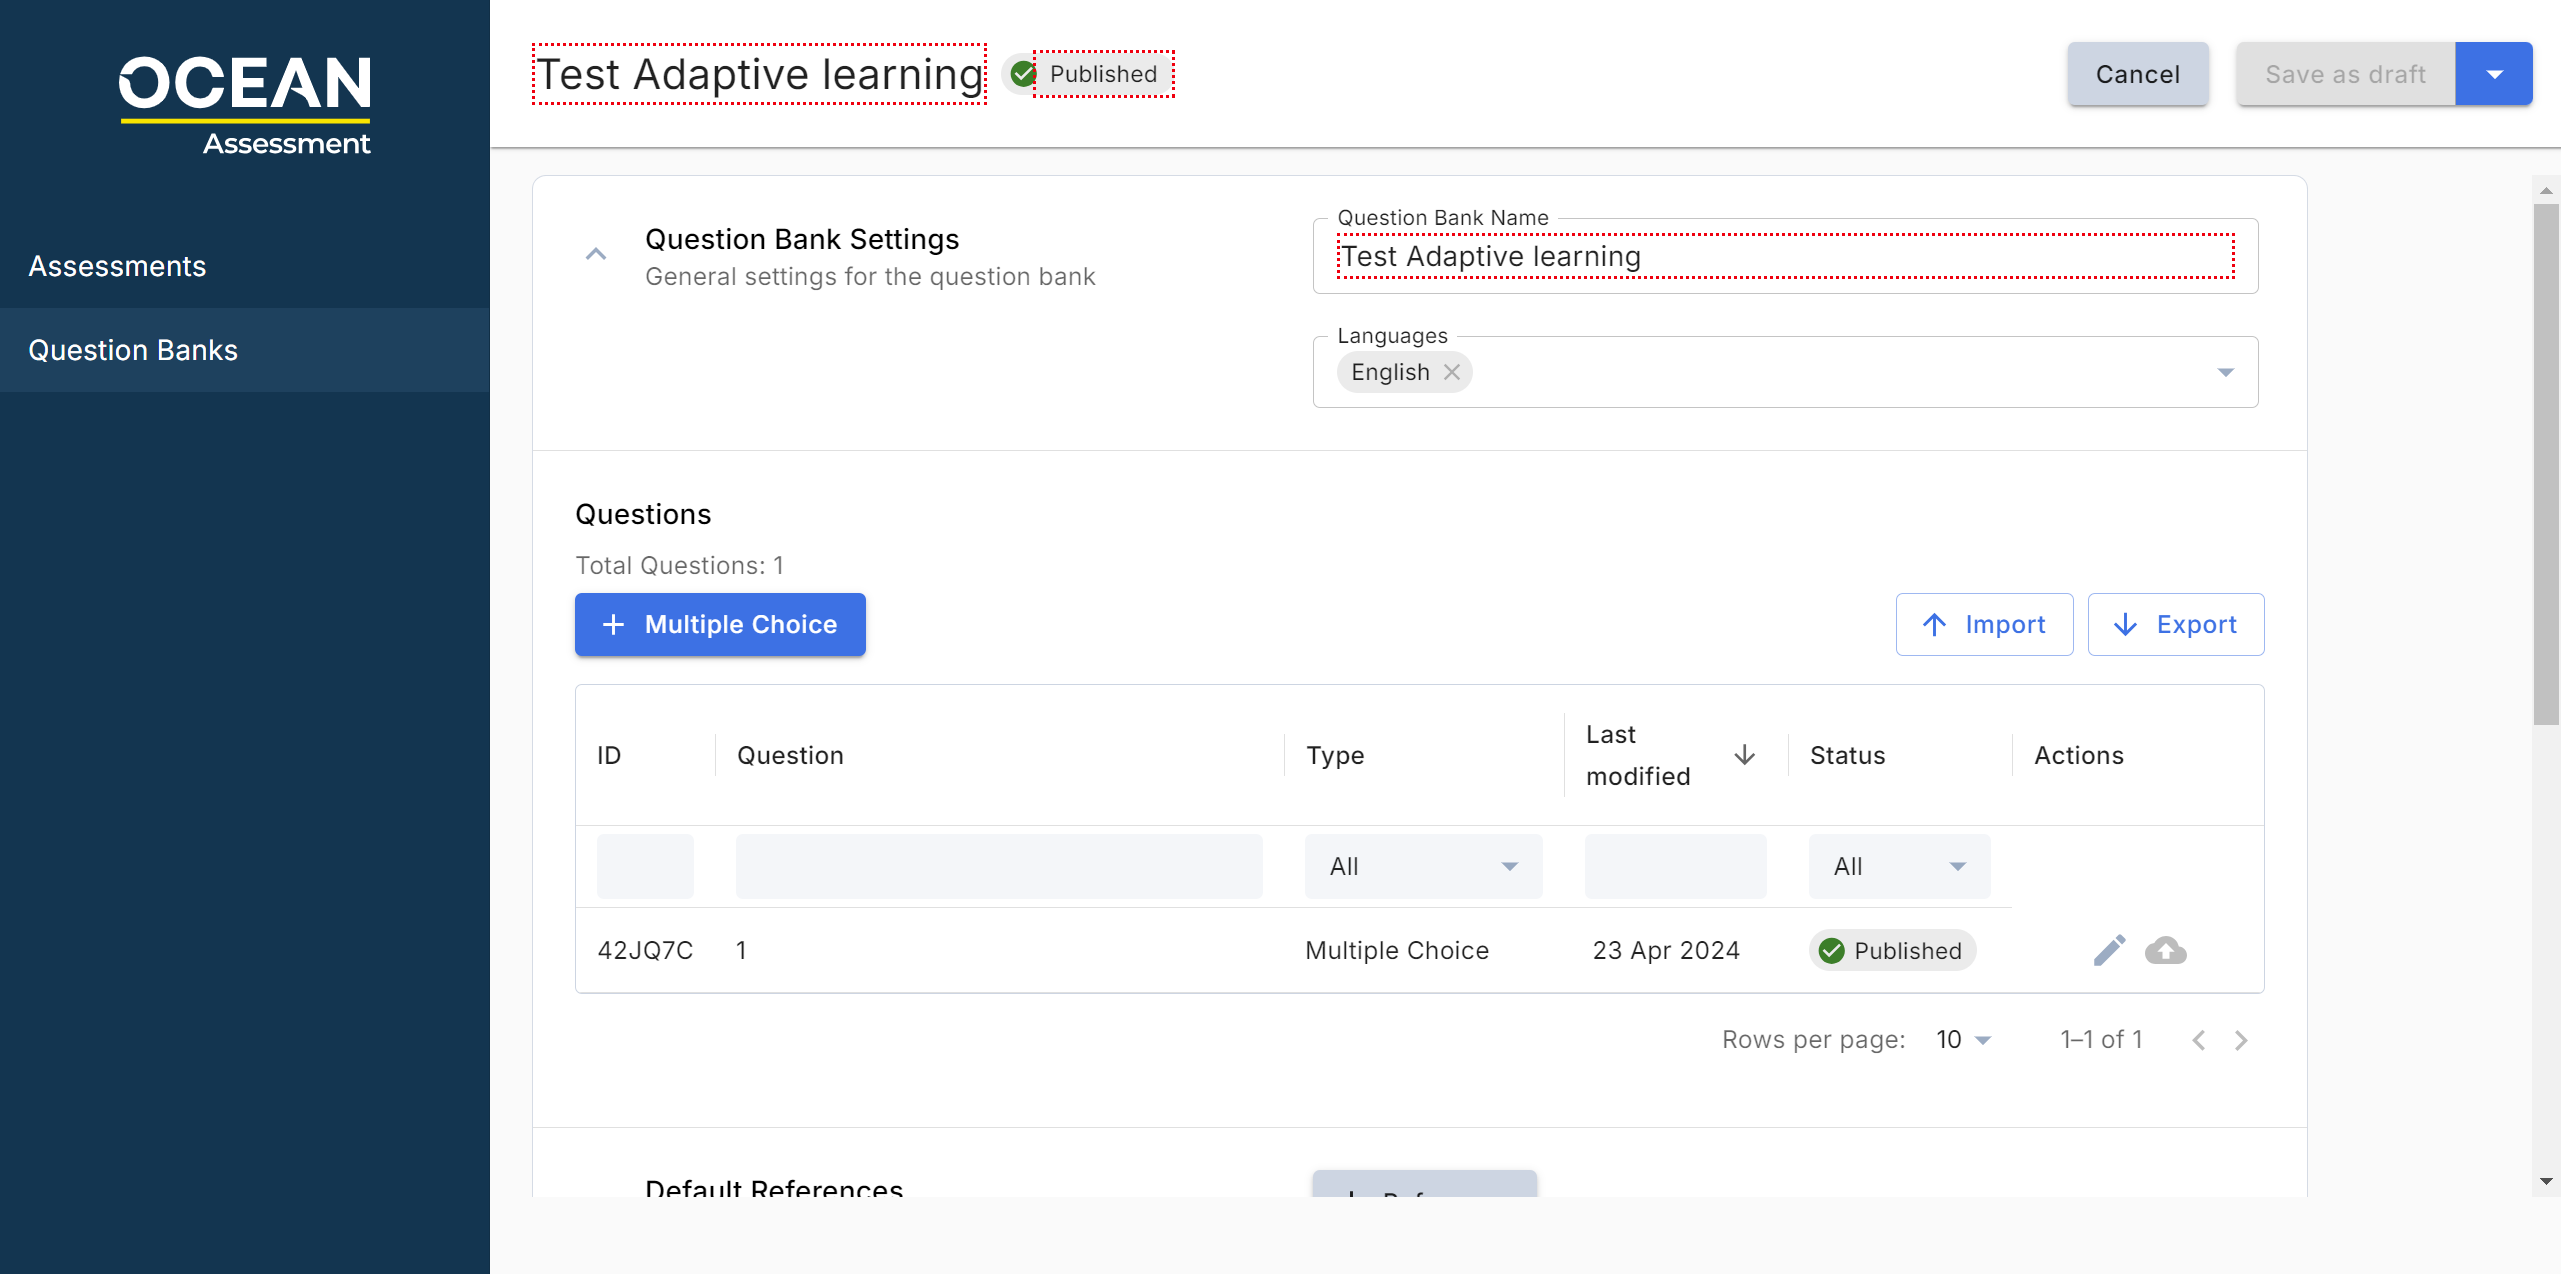 OCEAN
Assessment
Assessments
Question Banks
Test Adaptive learning
Published
Cancel
Save as draft
Question Bank Settings
General settings for the question bank
Question Bank Name
Test Adaptive learning
Languages
English
Questions
Total Questions: 1
Multiple Choice
Import
Export
ID
Question
Type
Last
modified
Status
Actions
All
All
42JQ7C
1
Multiple Choice
23 Apr 2024
Published
Rows per page:
10
1–1 of 1
Default References